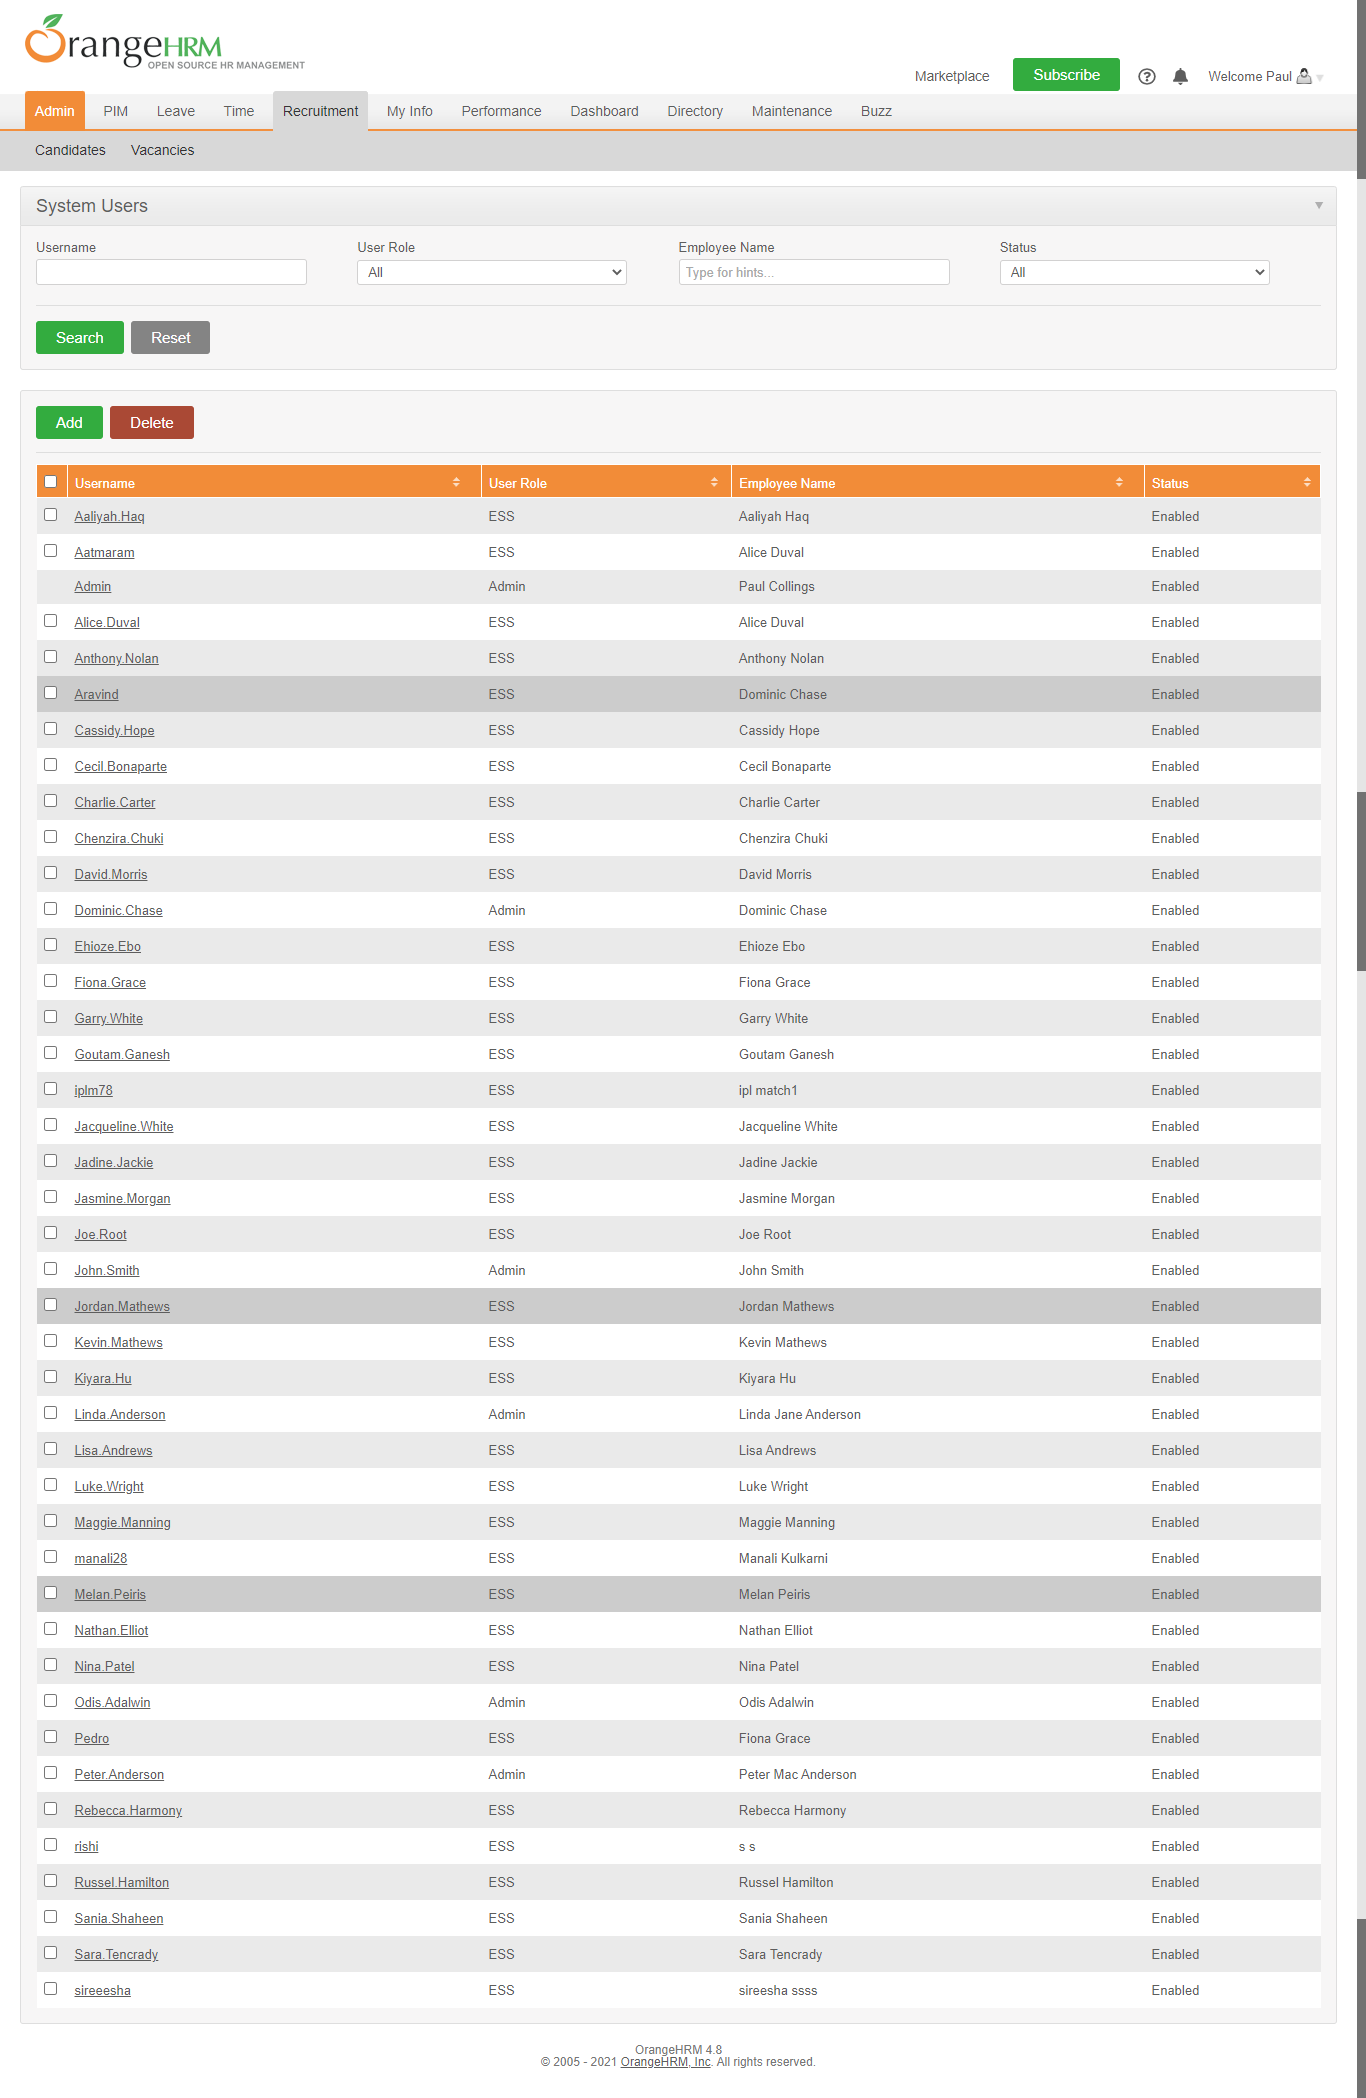 OrangeHRM
OPEN SOURCE HR MANAGEMENT
Marketplace Subscribe Welcome Paul
Admin PIM Leave Time Recruitment My Info Performance Dashboard Directory Maintenance Buzz
Candidates Vacancies
System Users
Username User Role Employee Name Status
All Type for hints... All
Search Reset
Add Delete
Username User Role Employee Name Status
Aaliyah.Haq ESS Aaliyah Haq Enabled
Aatmaram ESS Alice Duval Enabled
Admin Admin Paul Collings Enabled
Alice.Duval ESS Alice Duval Enabled
Anthony.Nolan ESS Anthony Nolan Enabled
Aravind ESS Dominic Chase Enabled
Cassidy.Hope ESS Cassidy Hope Enabled
Cecil.Bonaparte ESS Cecil Bonaparte Enabled
Charlie.Carter ESS Charlie Carter Enabled
Chenzira.Chuki ESS Chenzira Chuki Enabled
David.Morris ESS David Morris Enabled
Dominic.Chase Admin Dominic Chase Enabled
Ehioze.Ebo ESS Ehioze Ebo Enabled
Fiona.Grace ESS Fiona Grace Enabled
Garry.White ESS Garry White Enabled
Goutam.Ganesh ESS Goutam Ganesh Enabled
iplm78 ESS ipl match1 Enabled
Jacqueline.White ESS Jacqueline White Enabled
Jadine.Jackie ESS Jadine Jackie Enabled
Jasmine.Morgan ESS Jasmine Morgan Enabled
Joe.Root ESS Joe Root Enabled
John.Smith Admin John Smith Enabled
Jordan.Mathews ESS Jordan Mathews Enabled
Kevin.Mathews ESS Kevin Mathews Enabled
Kiyara.Hu ESS Kiyara Hu Enabled
Linda.Anderson Admin Linda Jane Anderson Enabled
Lisa.Andrews ESS Lisa Andrews Enabled
Luke.Wright ESS Luke Wright Enabled
Maggie.Manning ESS Maggie Manning Enabled
manali28 ESS Manali Kulkarni Enabled
Melan.Peiris ESS Melan Peiris Enabled
Nathan.Elliot ESS Nathan Elliot Enabled
Nina.Patel ESS Nina Patel Enabled
Odis.Adalwin Admin Odis Adalwin Enabled
Pedro ESS Fiona Grace Enabled
Peter.Anderson Admin Peter Mac Anderson Enabled
Rebecca.Harmony ESS Rebecca Harmony Enabled
rishi ESS s s Enabled
Russel.Hamilton ESS Russel Hamilton Enabled
Sania.Shaheen ESS Sania Shaheen Enabled
Sara.Tencrady ESS Sara Tencrady Enabled
sireeesha ESS sireesha ssss Enabled
OrangeHRM 4.8
© 2005 - 2021 OrangeHRM, Inc. All rights reserved.